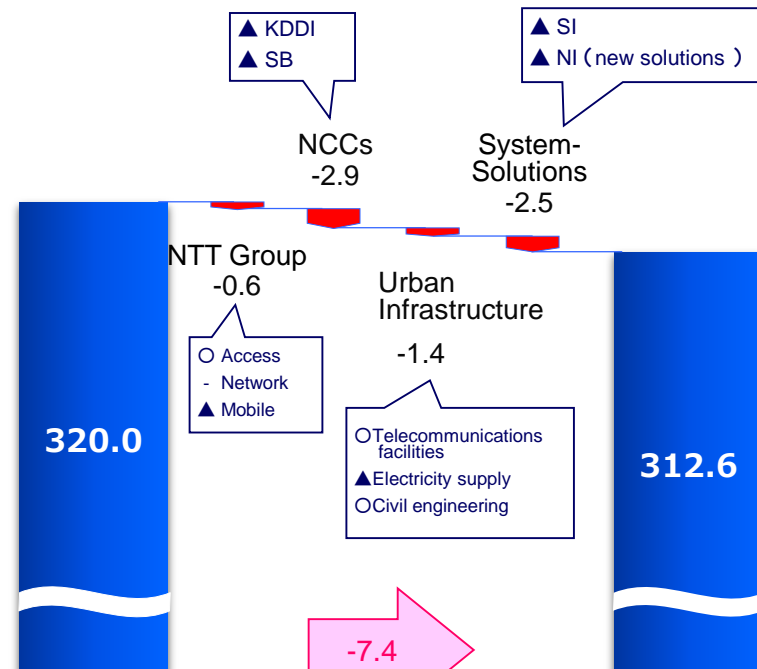 ▲ KDDI
▲ SB
▲ SI
▲ NI（new solutions ）
NCCs
-2.9
System-
Solutions
-2.5
NTT Group
-0.6
Urban
Infrastructure
-1.4
○ Access
- Network
▲ Mobile
○Telecommunications
facilities
▲Electricity supply
○Civil engineering
320.0
312.6
-7.4